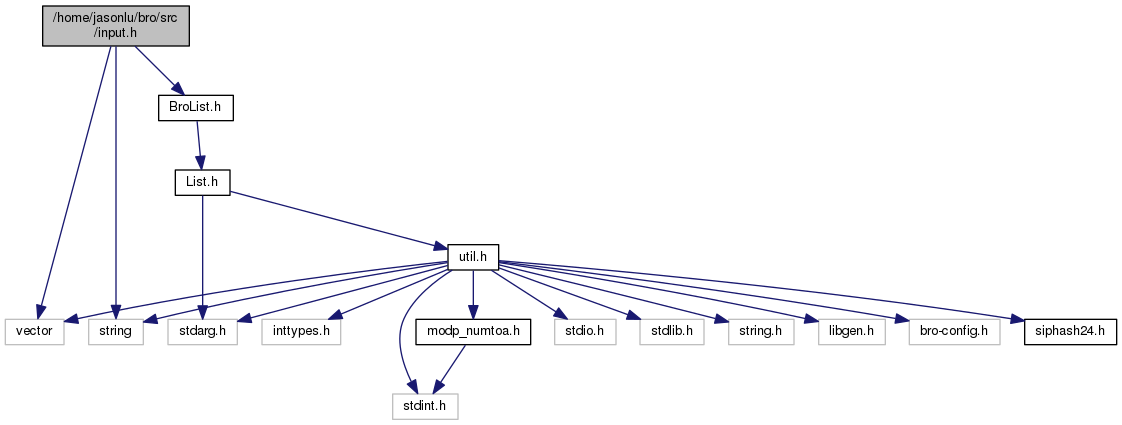 /home/jasonlu/bro/src
/input.h
BroList.h
List.h
util.h
vector
string
stdarg.h
inttypes.h
modp_numtoa.h
stdio.h
stdlib.h
string.h
libgen.h
bro-config.h
siphash24.h
stdint.h